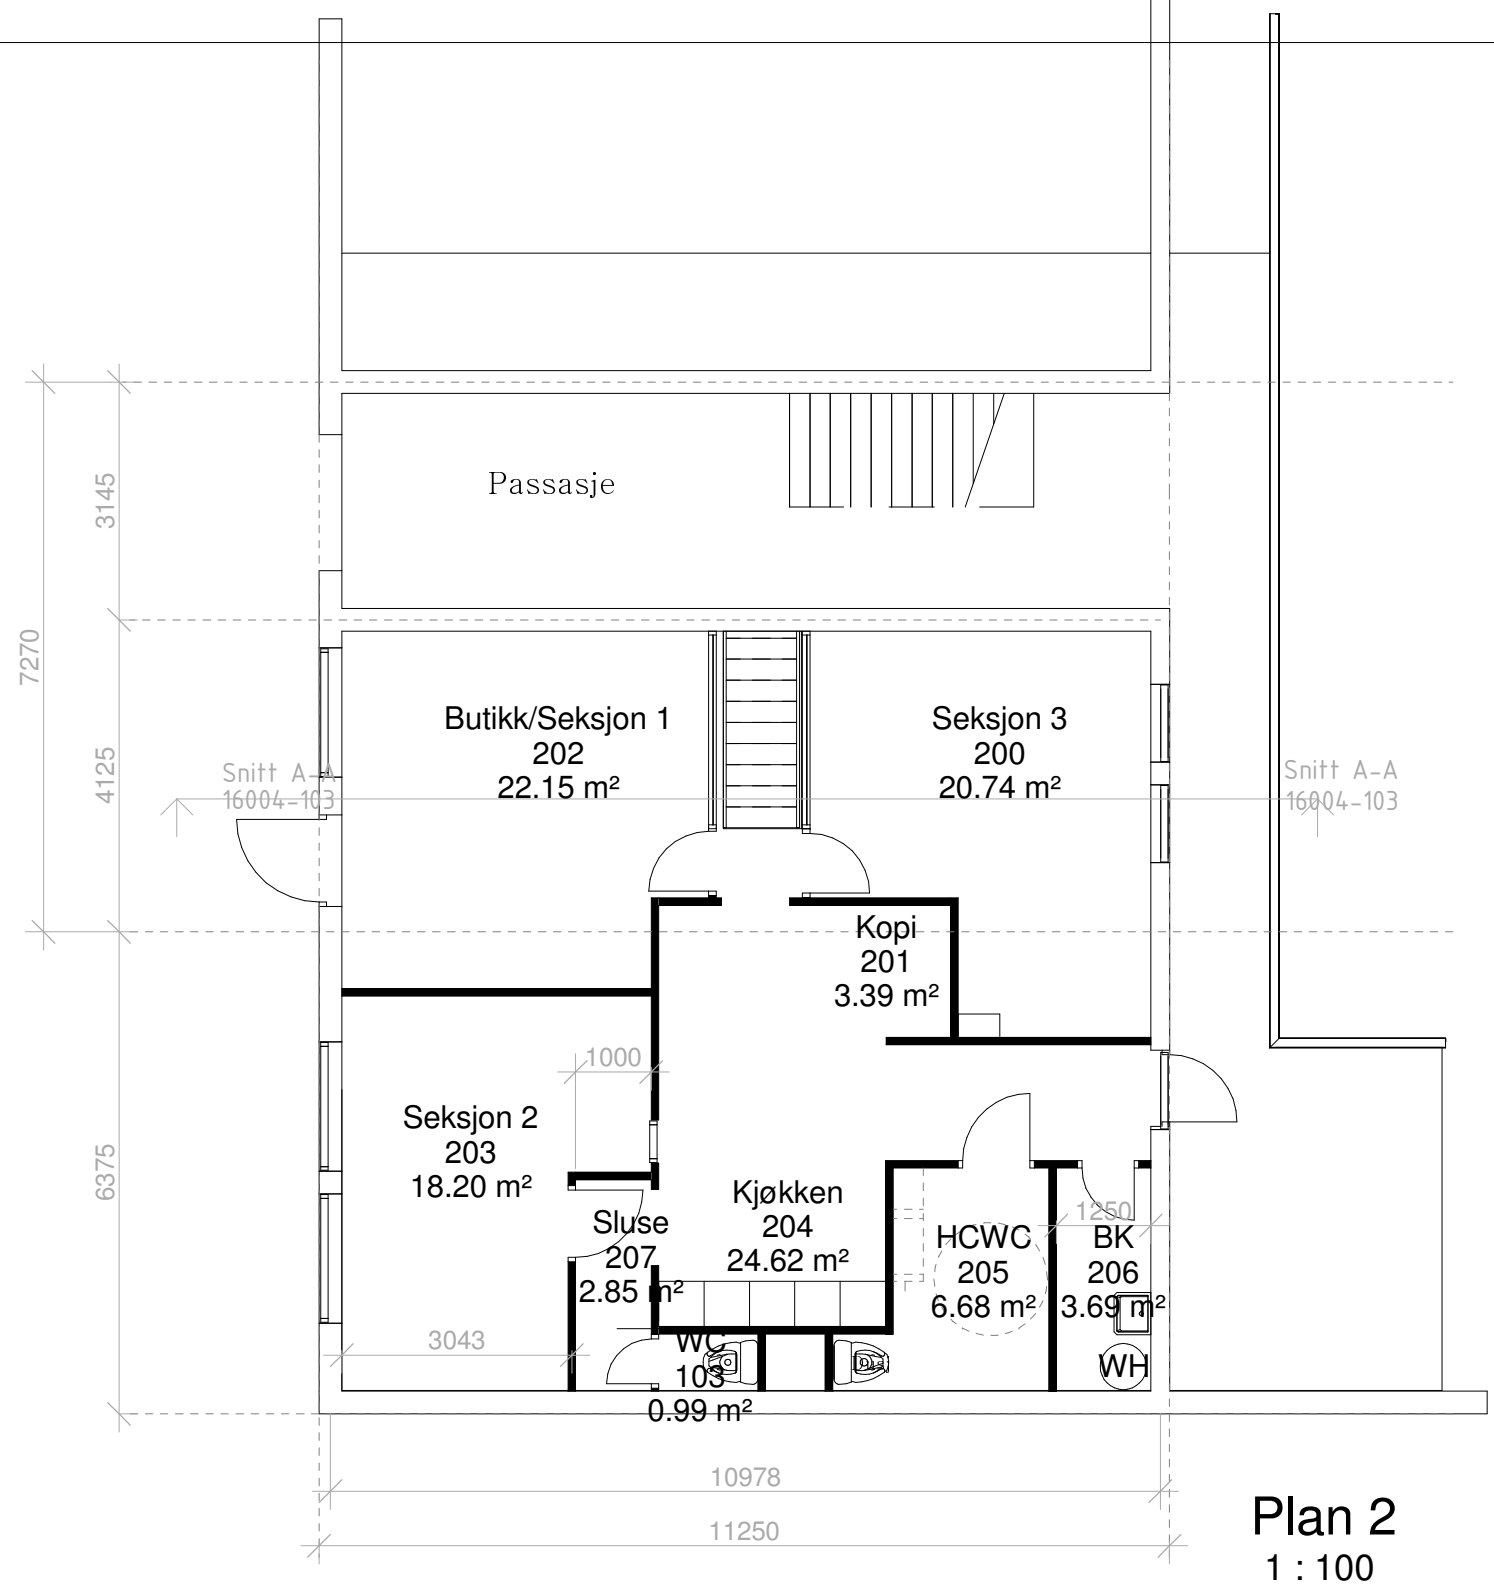 Passasje
3145
7270
4125
6375
Butikk/Seksjon 1
202
22.15 m²
Seksjon 3
200
20.74 m²
Snitt A-A
16004-103
Snitt A-A
16004-103
Kopi
201
3.39 m²
1000
Seksjon 2
203
18.20 m²
Sluse
207
2.85 m²
Kjøkken
204
24.62 m²
HCWC
205
6.68 m²
1250
BK
206
3.69 m²
WH
3043
WC
103
0.99 m²
10978
11250
Plan 2
1 : 100